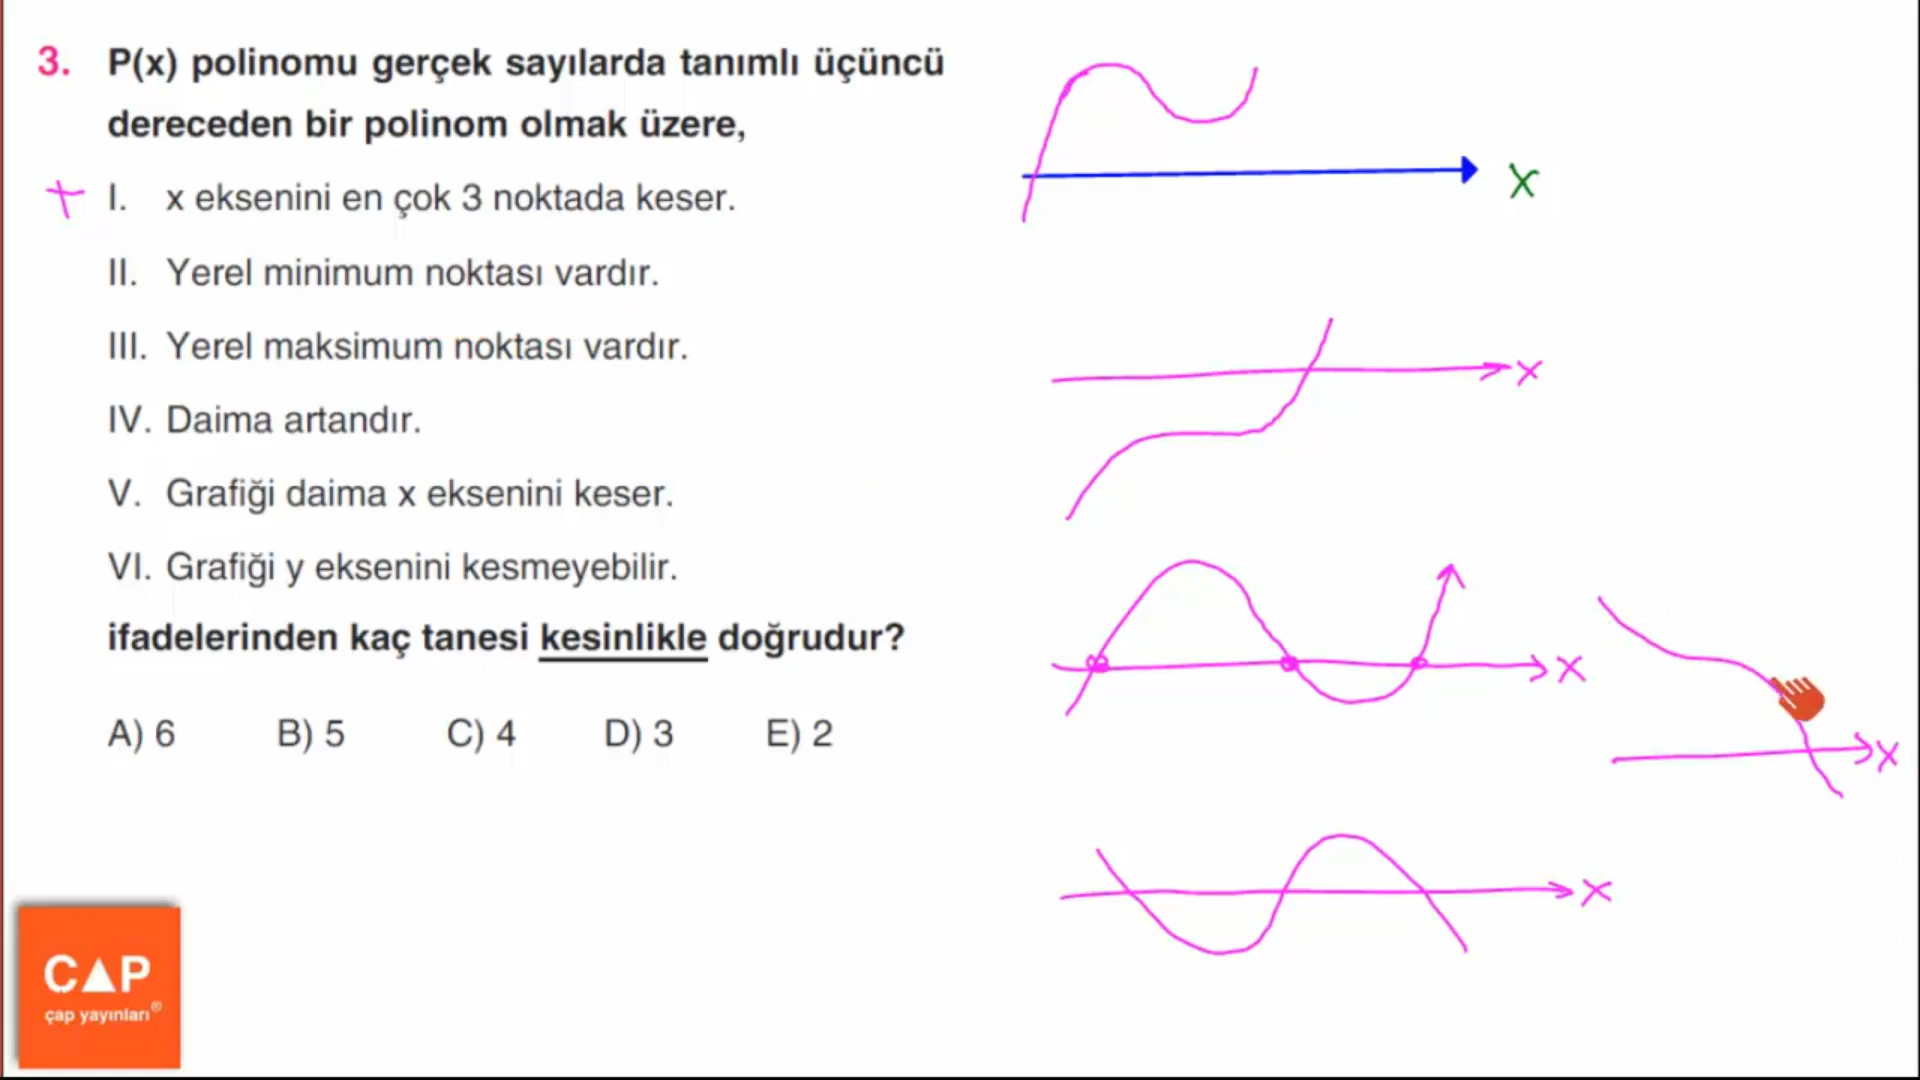 3. P(x) polinomu gerçek sayılarda tanımlı üçüncü
dereceden bir polinom olmak üzere,
+ I. x eksenini en çok 3 noktada keser.
II. Yerel minimum noktası vardır.
III. Yerel maksimum noktası vardır.
IV. Daima artandır.
V. Grafiği daima x eksenini keser.
VI. Grafiği y eksenini kesmeyebilir.
ifadelerinden kaç tanesi kesinlikle doğrudur?
A) 6 B) 5 C) 4 D) 3 E) 2
x
x
x
x
x
ÇAP
çap yayınları®